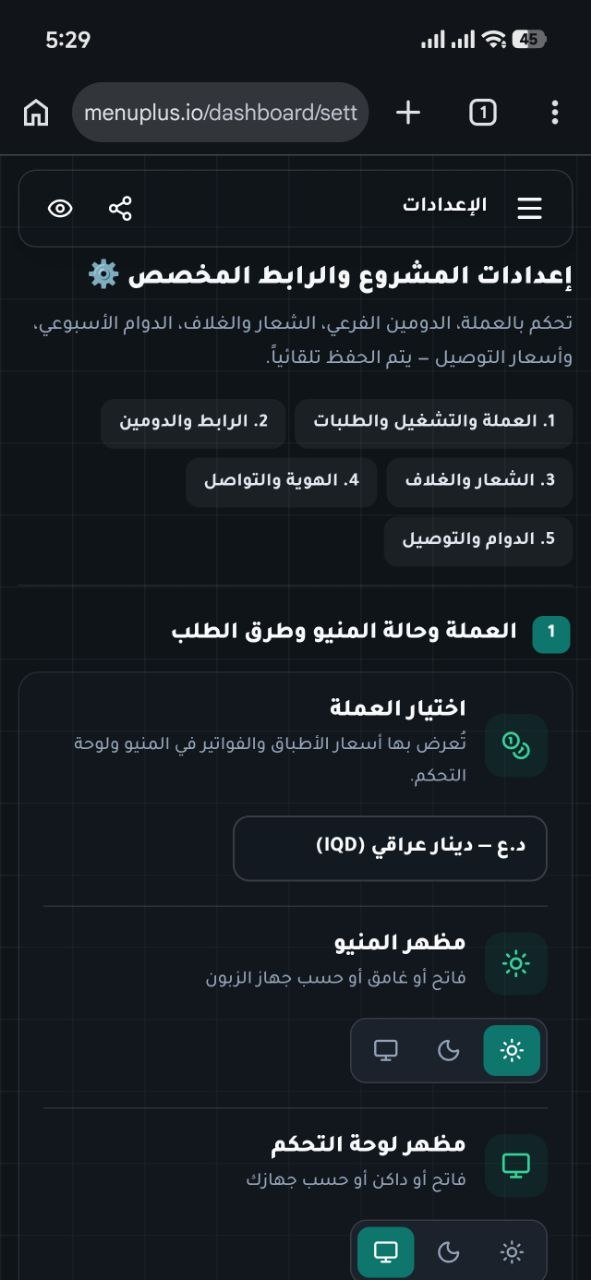 5:29
45
menuplus.io/dashboard/sett
1
الإعدادات
إعدادات المشروع والرابط المخصص ⚙️
تحكم بالعملة، الدومين الفرعي، الشعار والغلاف، الدوام الأسبوعي،
وأسعار التوصيل – يتم الحفظ تلقائياً.
1. العملة والتشغيل والطلبات
2. الرابط والدومين
3. الشعار والغلاف
4. الهوية والتواصل
5. الدوام والتوصيل
1 العملة وحالة المنيو وطرق الطلب
اختيار العملة
تُعرض بها أسعار الأطباق والفواتير في المنيو ولوحة
التحكم.
د.ع – دينار عراقي (IQD)
مظهر المنيو
فاتح أو غامق أو حسب جهاز الزبون
مظهر لوحة التحكم
فاتح أو داكن أو حسب جهازك